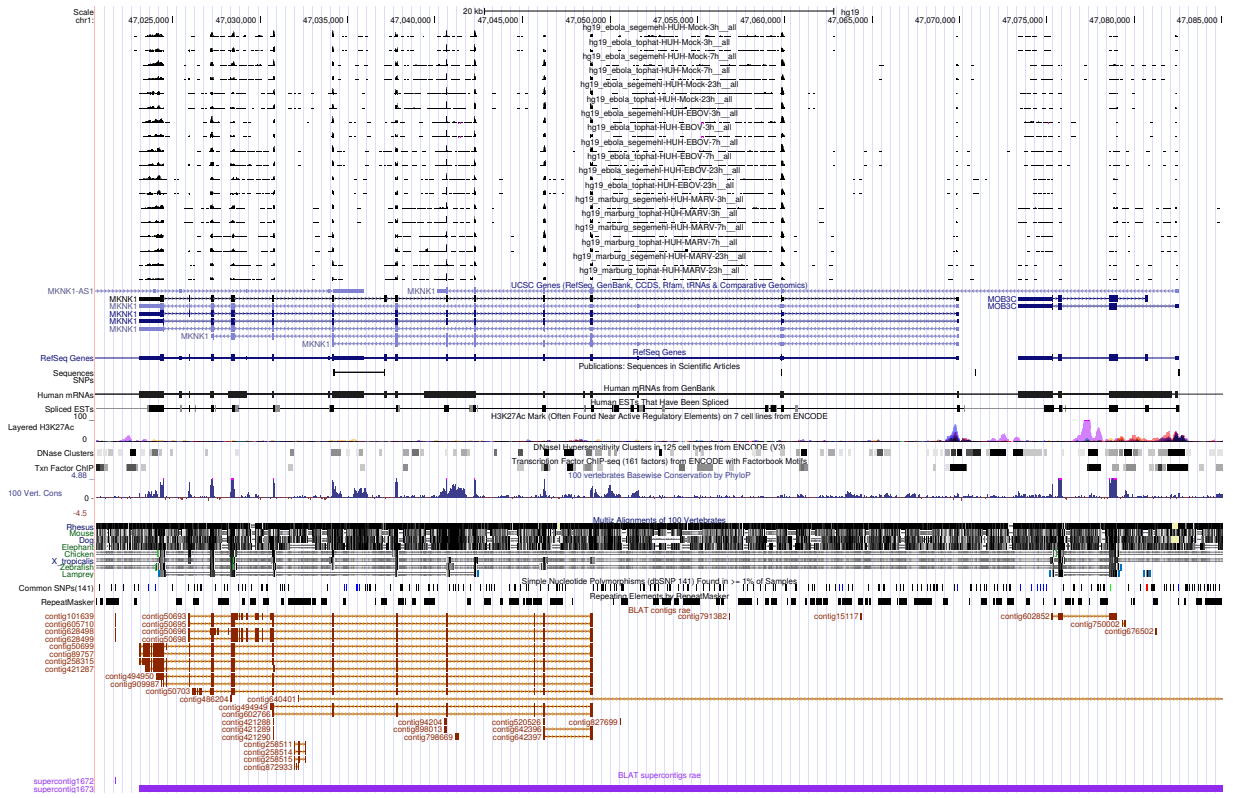 Scale 20 kb hg19
chr1: 47,025,000 47,030,000 47,035,000 47,040,000 47,045,000 47,050,000 47,055,000 47,060,000 47,065,000 47,070,000 47,075,000 47,080,000 47,085,000
hg19_ebola_segemehl-HUH-Mock-3h__all
hg19_ebola_tophat-HUH-Mock-3h__all
hg19_ebola_segemehl-HUH-Mock-7h__all
hg19_ebola_tophat-HUH-Mock-7h__all
hg19_ebola_segemehl-HUH-Mock-23h__all
hg19_ebola_tophat-HUH-Mock-23h__all
hg19_ebola_segemehl-HUH-EBOV-3h__all
hg19_ebola_tophat-HUH-EBOV-3h__all
hg19_ebola_segemehl-HUH-EBOV-7h__all
hg19_ebola_tophat-HUH-EBOV-7h__all
hg19_ebola_segemehl-HUH-EBOV-23h__all
hg19_ebola_tophat-HUH-EBOV-23h__all
hg19_marburg_segemehl-HUH-MARV-3h__all
hg19_marburg_tophat-HUH-MARV-3h__all
hg19_marburg_segemehl-HUH-MARV-7h__all
hg19_marburg_tophat-HUH-MARV-7h__all
hg19_marburg_segemehl-HUH-MARV-23h__all
hg19_marburg_tophat-HUH-MARV-23h__all
UCSC Genes (RefSeq, GenBank, CCDS, Rfam, tRNAs & Comparative Genomics)
MKNK1-AS1 MKNK1
MKNK1 MOB3C
MKNK1 MOB3C
MKNK1
MKNK1
MKNK1
MKNK1
MKNK1
RefSeq Genes
RefSeq Genes
Publications: Sequences in Scientific Articles
Sequences
SNPs
Human mRNAs from GenBank
Human mRNAs
Human ESTs That Have Been Spliced
Spliced ESTs
H3K27Ac Mark (Often Found Near Active Regulatory Elements) on 7 cell lines from ENCODE
100
Layered H3K27Ac
0
DNaseI Hypersensitivity Clusters in 125 cell types from ENCODE (V3)
DNase Clusters
Transcription Factor ChIP-seq (161 factors) from ENCODE with Factorbook Motifs
Txn Factor ChIP
100 vertebrates Basewise Conservation by PhyloP
4.88
100 Vert. Cons
0
-4.5
Multiz Alignments of 100 Vertebrates
Rhesus
Mouse
Dog
Elephant
Chicken
X_tropicalis
Zebrafish
Lamprey
Simple Nucleotide Polymorphisms (dbSNP 141) Found in >= 1% of Samples
Common SNPs(141)
Repeating Elements by RepeatMasker
RepeatMasker
BLAT contigs rae
contig101639 contig50693 contig791382 contig15117 contig602852
contig605710 contig50695 contig750002
contig628498 contig50696 contig676502
contig628499 contig50698
contig50699
contig89757
contig258315
contig421287
contig494950
contig909987
contig50703
contig486204 contig640401
contig494949
contig602766
contig421288 contig94204 contig520526 contig827699
contig421289 contig898013 contig642396
contig421290 contig798669 contig642397
contig258511
contig258514
contig258515
contig872933
BLAT supercontigs rae
supercontig1672
supercontig1673